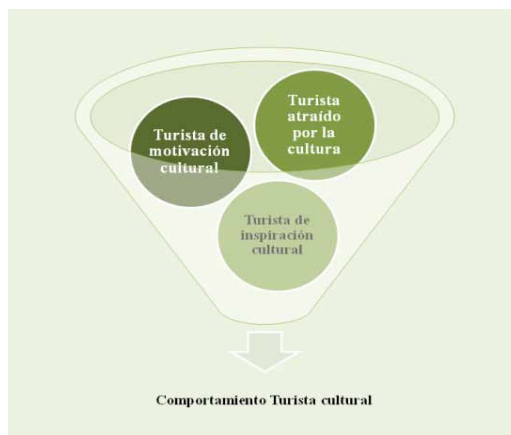 Turista de
motivación
cultural
Turista
atraído
por la
cultura
Turista de
inspiración
cultural
Comportamiento Turista cultural